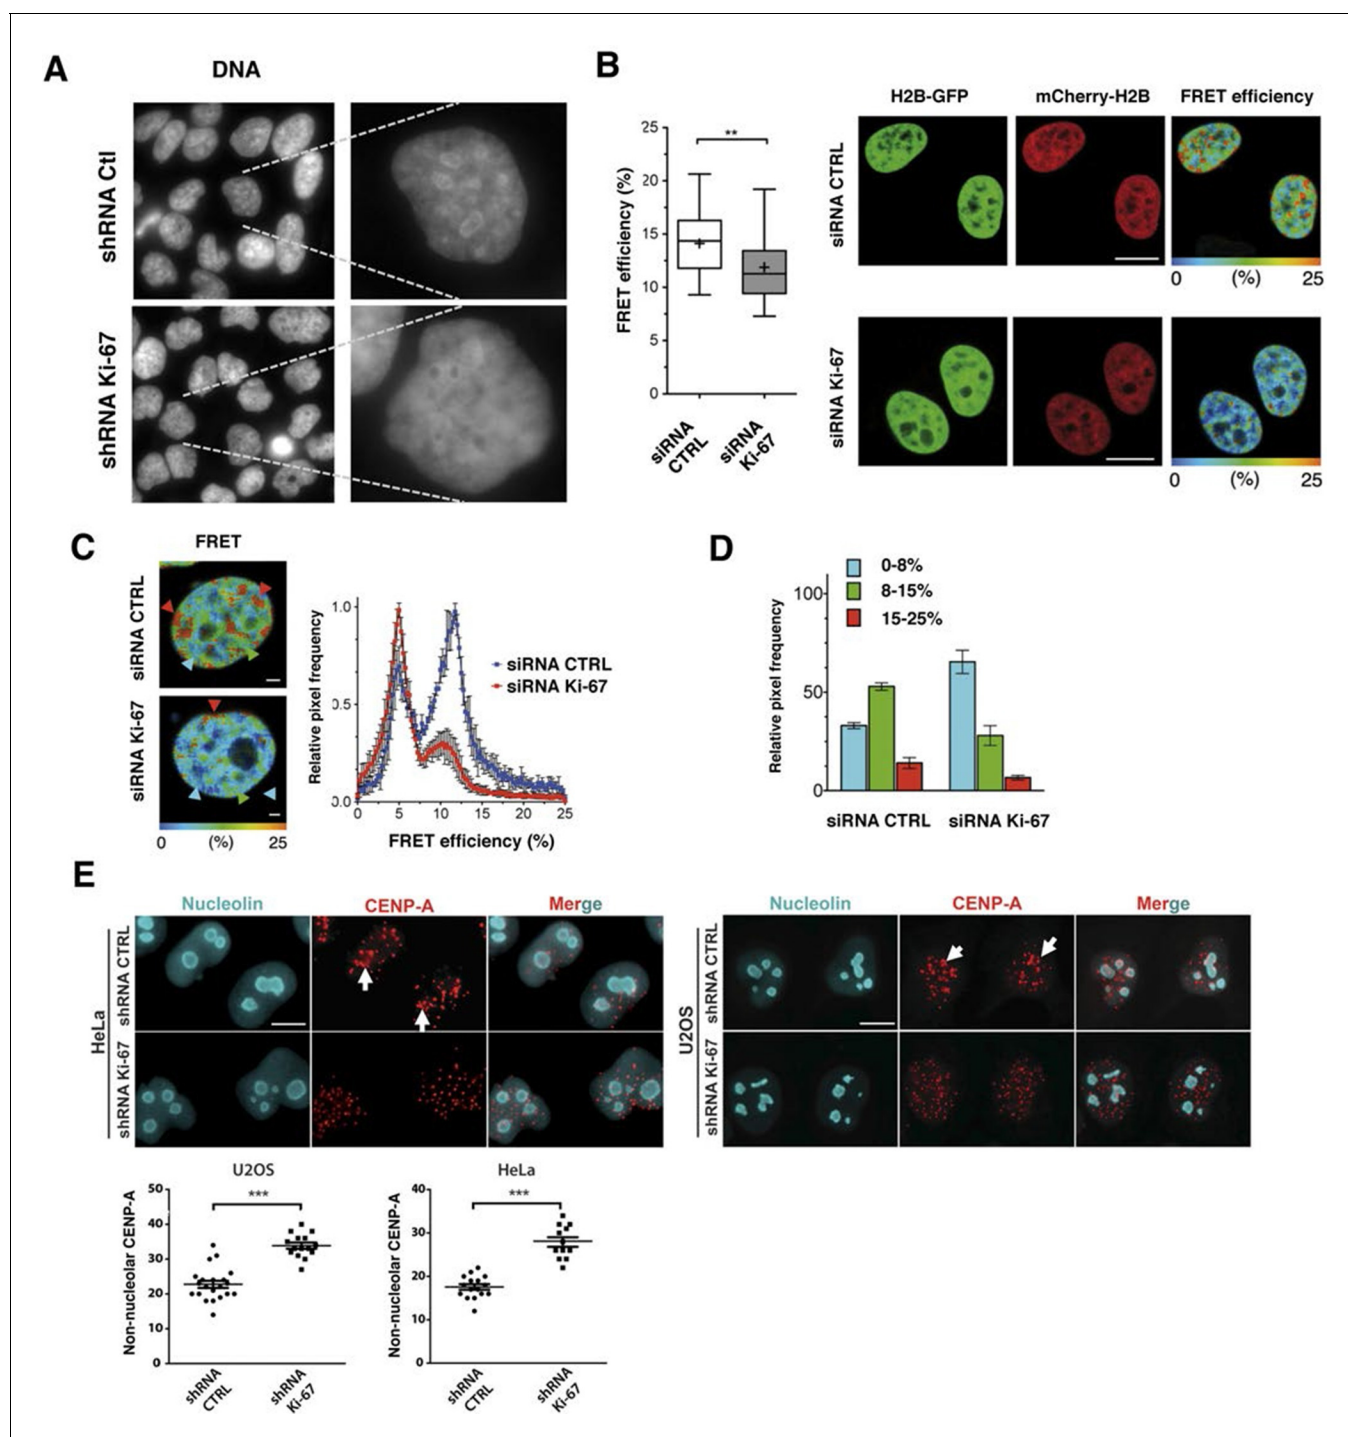 A
DNA
shRNA Ctl
shRNA Ki-67
B
FRET efficiency (%)
25
20
15
10
5
0
**
siRNA
CTRL
siRNA
Ki-67
H2B-GFP
mCherry-H2B
FRET efficiency
siRNA CTRL
0
(%)
25
siRNA Ki-67
0
(%)
25
C
FRET
siRNA CTRL
siRNA Ki-67
0
(%)
25
Relative pixel frequency
1.0
0.5
0.0
0
5
10
15
20
25
FRET efficiency (%)
siRNA CTRL
siRNA Ki-67
D
0-8%
8-15%
15-25%
Relative pixel frequency
100
50
0
siRNA CTRL
siRNA Ki-67
E
Nucleolin
CENP-A
Merge
HeLa
shRNA CTRL
shRNA Ki-67
Nucleolin
CENP-A
Merge
U2OS
shRNA CTRL
shRNA Ki-67
U2OS
Non-nucleolar CENP-A
50
40
30
20
10
0
***
shRNA
CTRL
shRNA
Ki-67
HeLa
Non-nucleolar CENP-A
40
30
20
10
0
***
shRNA
CTRL
shRNA
Ki-67